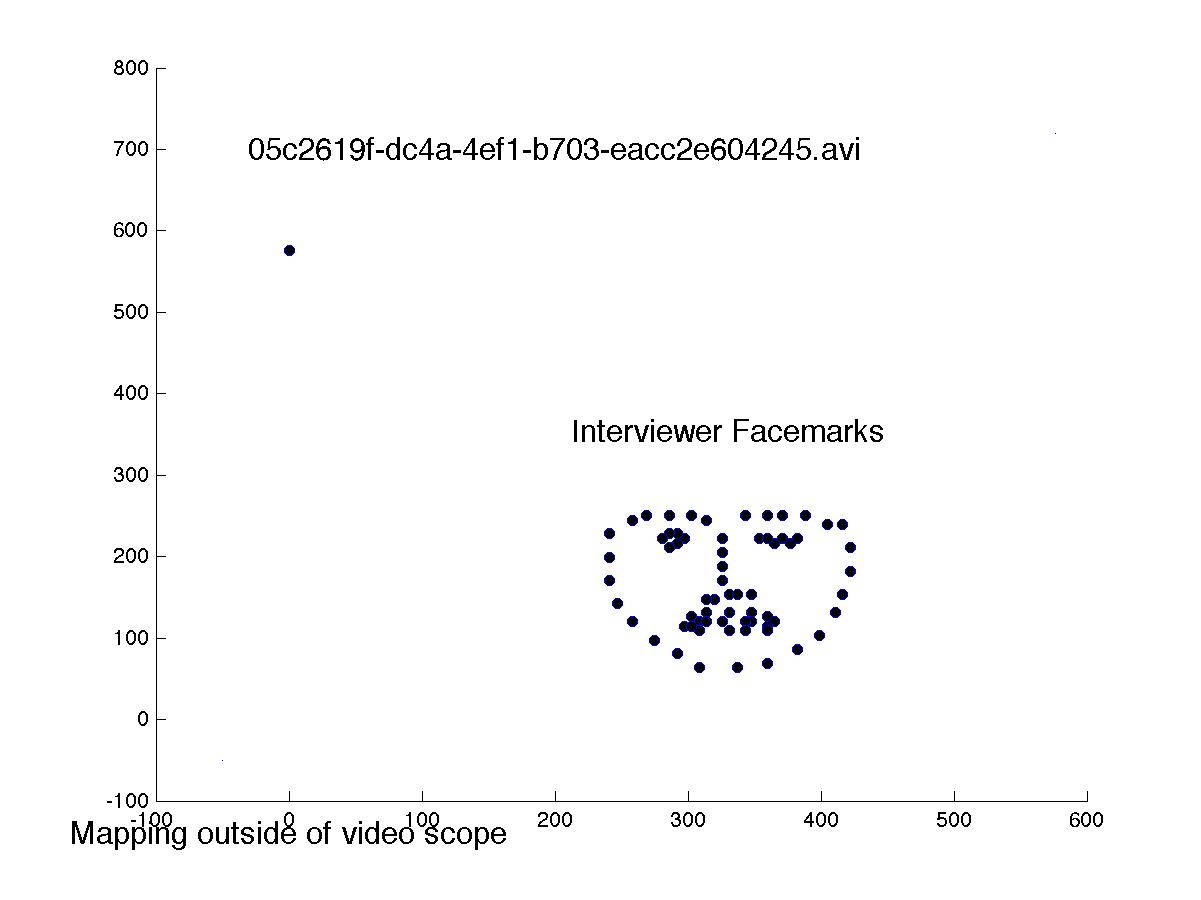 800
700
05c2619f-dc4a-4ef1-b703-eacc2e604245.avi
600
500
400
Interviewer Facemarks
300
200
100
0
-100
-100 0 100 200 300 400 500 600
Mapping outside of video scope